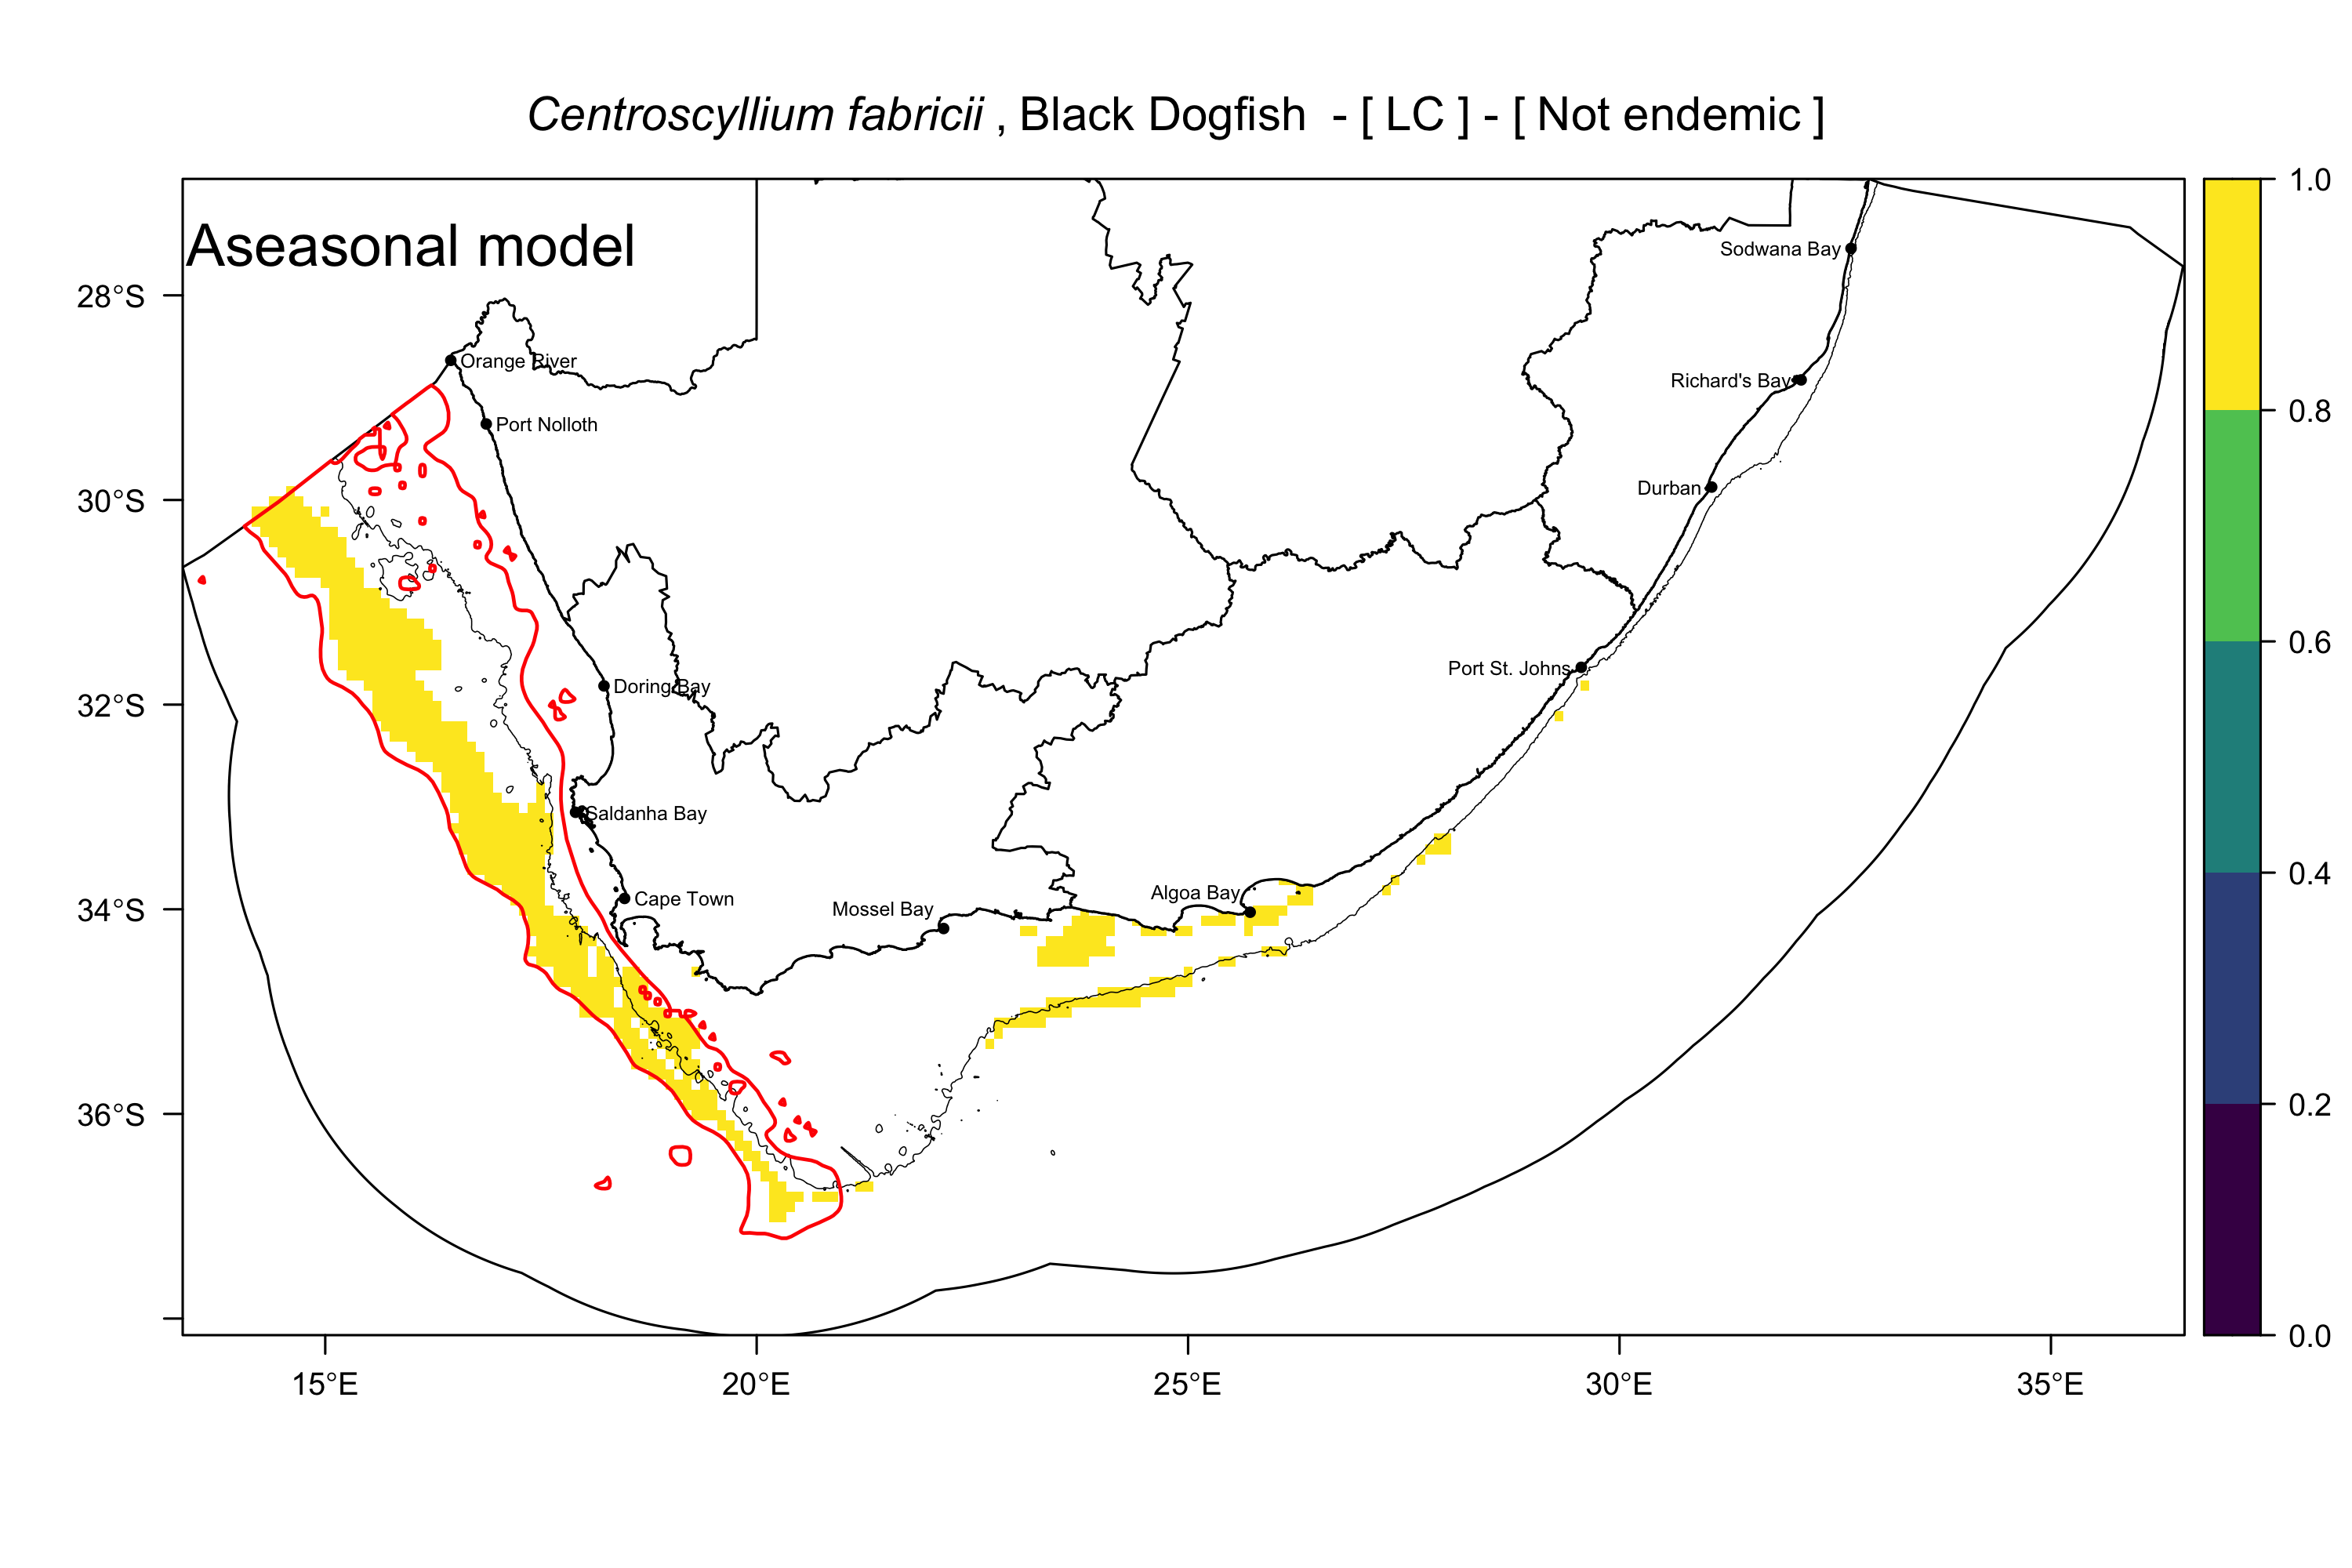 Centroscyllium fabricii , Black Dogfish - [ LC ] - [ Not endemic ]
Aseasonal model
Sodwana Bay
Richard's Bay
Durban
Port St. Johns
Orange River
Port Nolloth
Doring Bay
Saldanha Bay
Cape Town
Mossel Bay
Algoa Bay
28°S
30°S
32°S
34°S
36°S
15°E
20°E
25°E
30°E
35°E
1.0
0.8
0.6
0.4
0.2
0.0